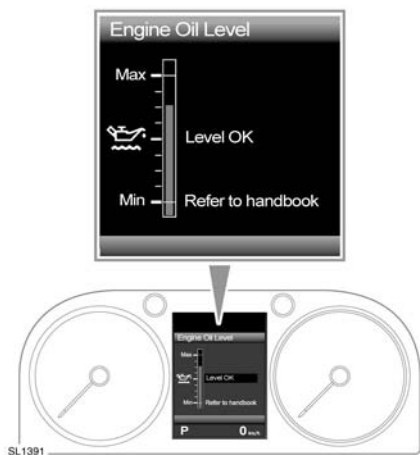 Engine Oil Level
Max
Level OK
Min
Refer to handbook
Engine Oil Level
Max
Level OK
Min
Refer to handbook
P
0 km/h
SL1391